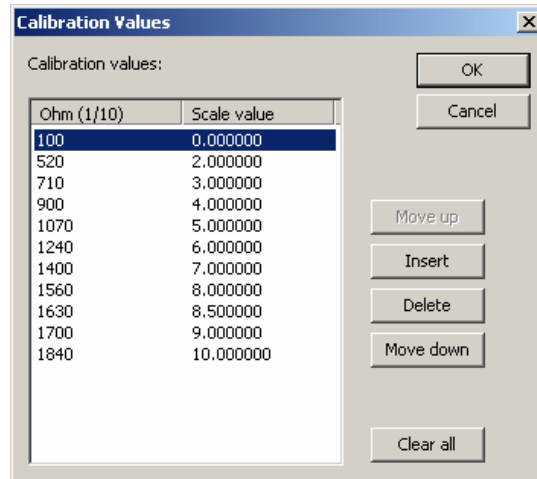 Calibration Values
Calibration values:
OK
Cancel
Ohm (1/10) Scale value
100 0.000000
520 2.000000
710 3.000000
900 4.000000
1070 5.000000
1240 6.000000
1400 7.000000
1560 8.000000
1630 8.500000
1700 9.000000
1840 10.000000
Move up
Insert
Delete
Move down
Clear all